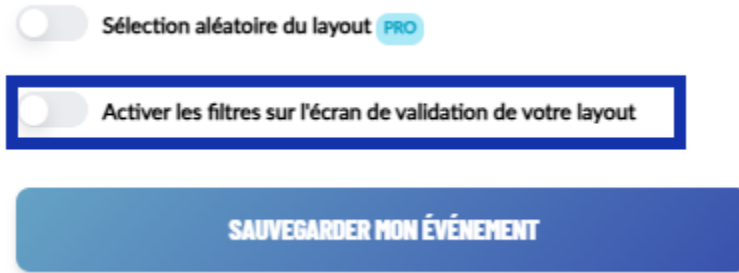 Sélection aléatoire du layout PRO
Activer les filtres sur l'écran de validation de votre layout
SAUVEGARDER MON ÉVÉNEMENT